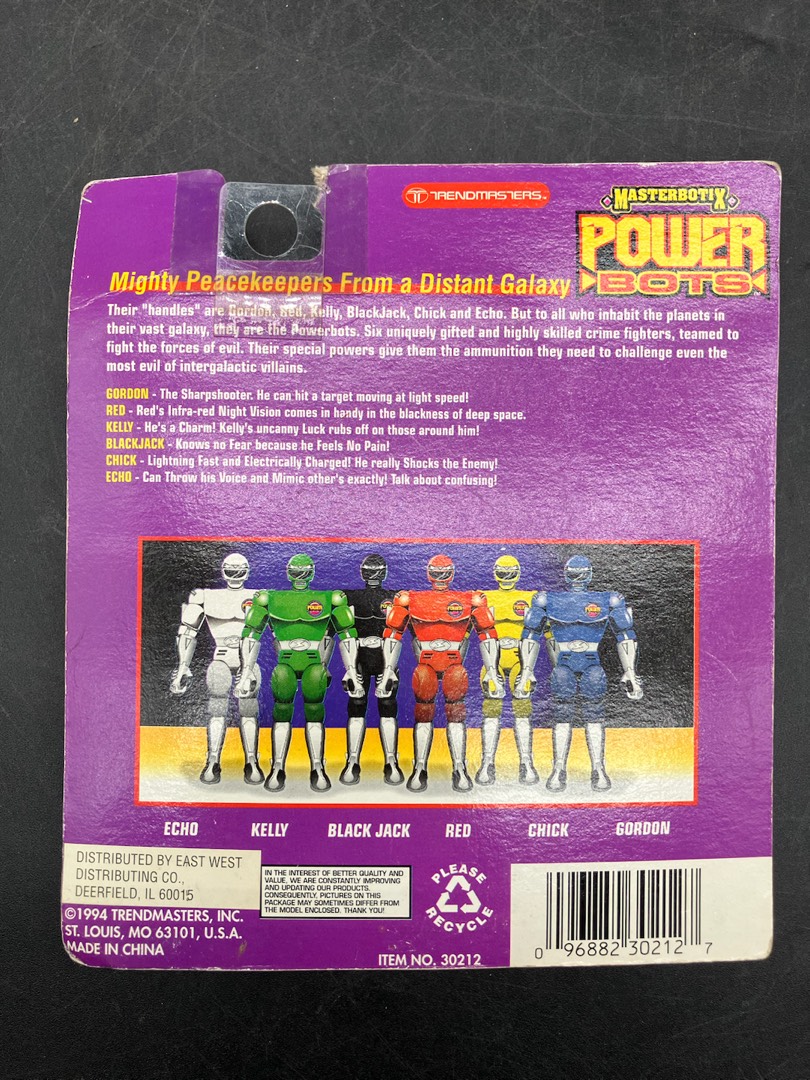 TRENDMASTERS
MASTERBOTIX
POWER
BOTS
Mighty Peacekeepers From a Distant Galaxy
Their "handles" are Gordon, Red, Kelly, BlackJack, Chick and Echo. But to all who inhabit the planets in
their vast galaxy, they are the Powerbots. Six uniquely gifted and highly skilled crime fighters, teamed to
fight the forces of evil. Their special powers give them the ammunition they need to challenge even the
most evil of intergalactic villains.
GORDON - The Sharpshooter. He can hit a target moving at light speed!
RED - Red's Infra-red Night Vision comes in handy in the blackness of deep space.
KELLY - He's a Charm! Kelly's uncanny Luck rubs off on those around him!
BLACKJACK - Knows no Fear because he Feels No Pain!
CHICK - Lightning Fast and Electrically Charged! He really Shocks the Enemy!
ECHO - Can Throw his Voice and Mimic other's exactly! Talk about confusing!
ECHO KELLY BLACK JACK RED CHICK GORDON
DISTRIBUTED BY EAST WEST
DISTRIBUTING CO.,
DEERFIELD, IL 60015
©1994 TRENDMASTERS, INC.
ST. LOUIS, MO 63101, U.S.A.
MADE IN CHINA
IN THE INTEREST OF BETTER QUALITY AND
VALUE, WE ARE CONSTANTLY IMPROVING
AND UPDATING OUR PRODUCTS.
CONSEQUENTLY, PICTURES ON THIS
PACKAGE MAY SOMETIMES DIFFER FROM
THE MODEL ENCLOSED. THANK YOU!
PLEASE
RECYCLE
ITEM NO. 30212
0 96882 30212 7